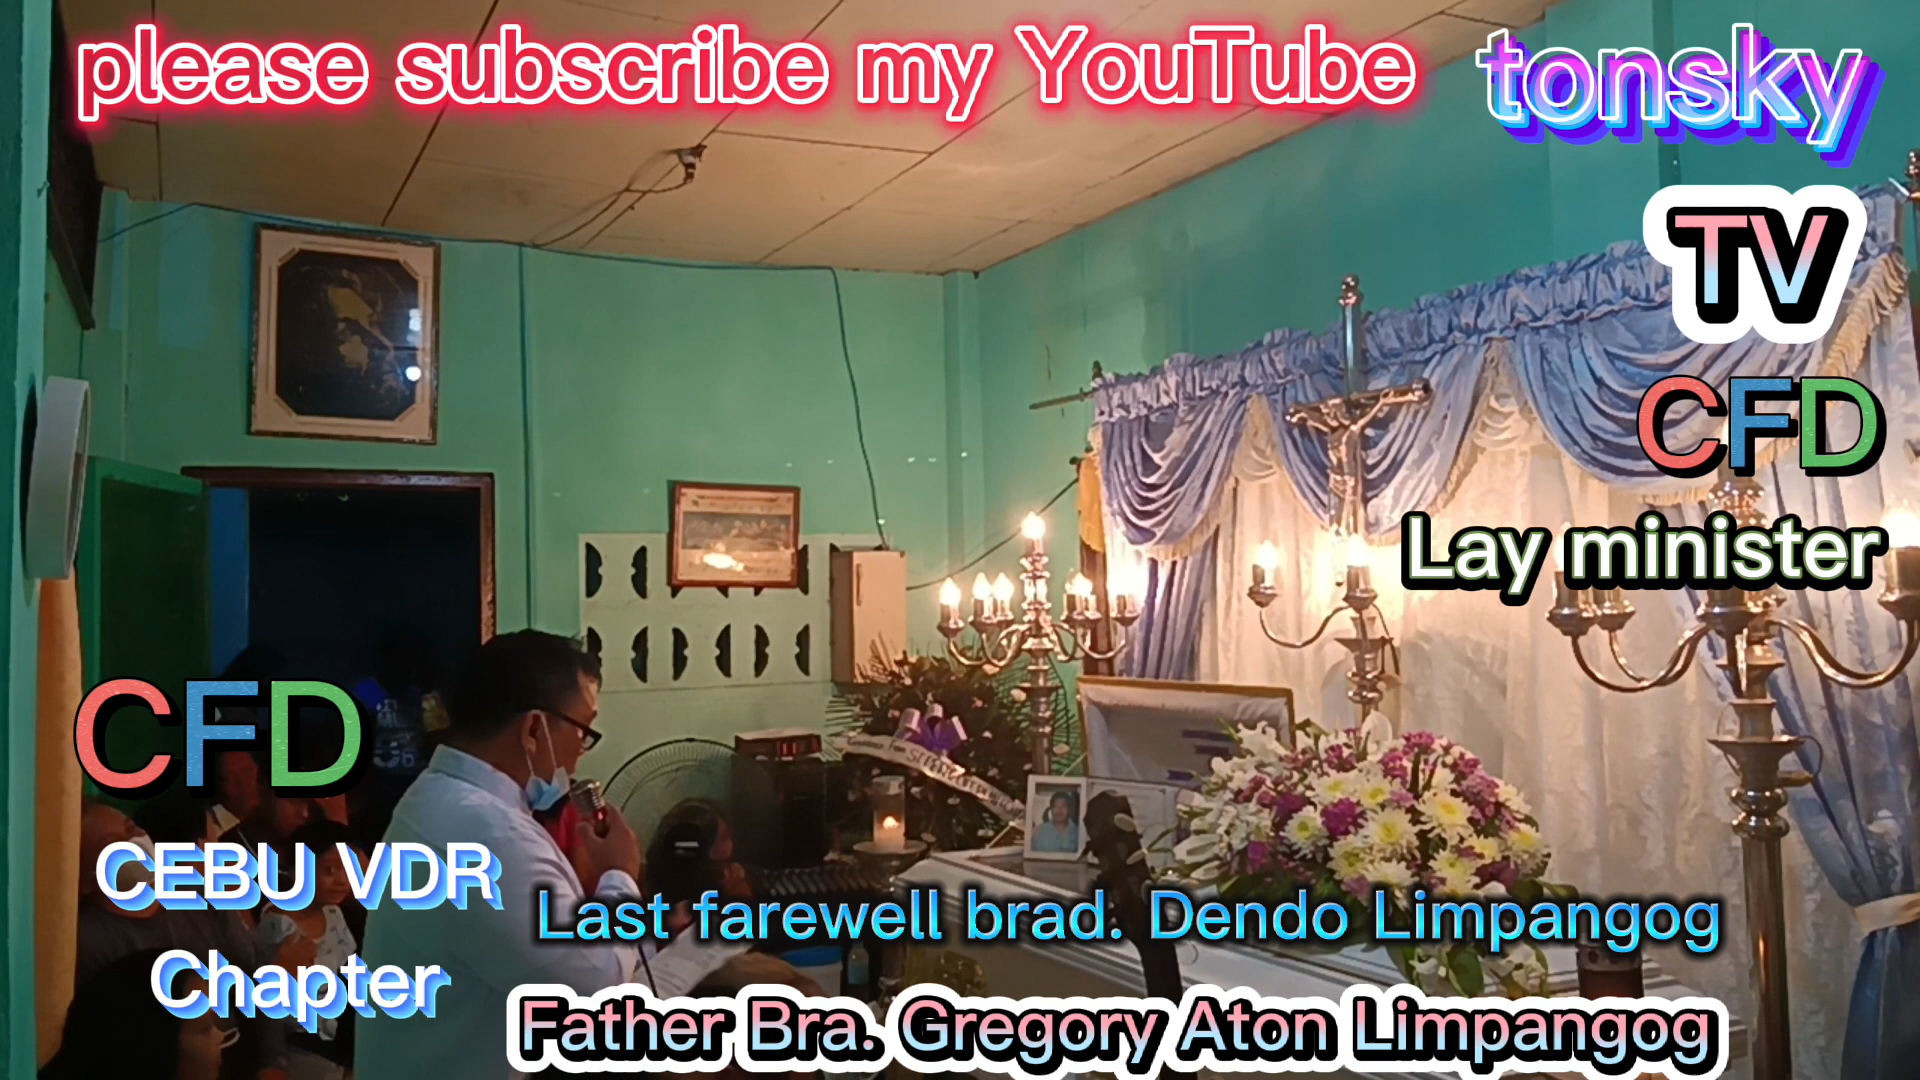 please subscribe my YouTube tonsky
TV
CFD
Lay minister
CFD
CEBU VDR
Chapter
Last farewell brad. Dendo Limpangog
Father Bra. Gregory Aton Limpangog